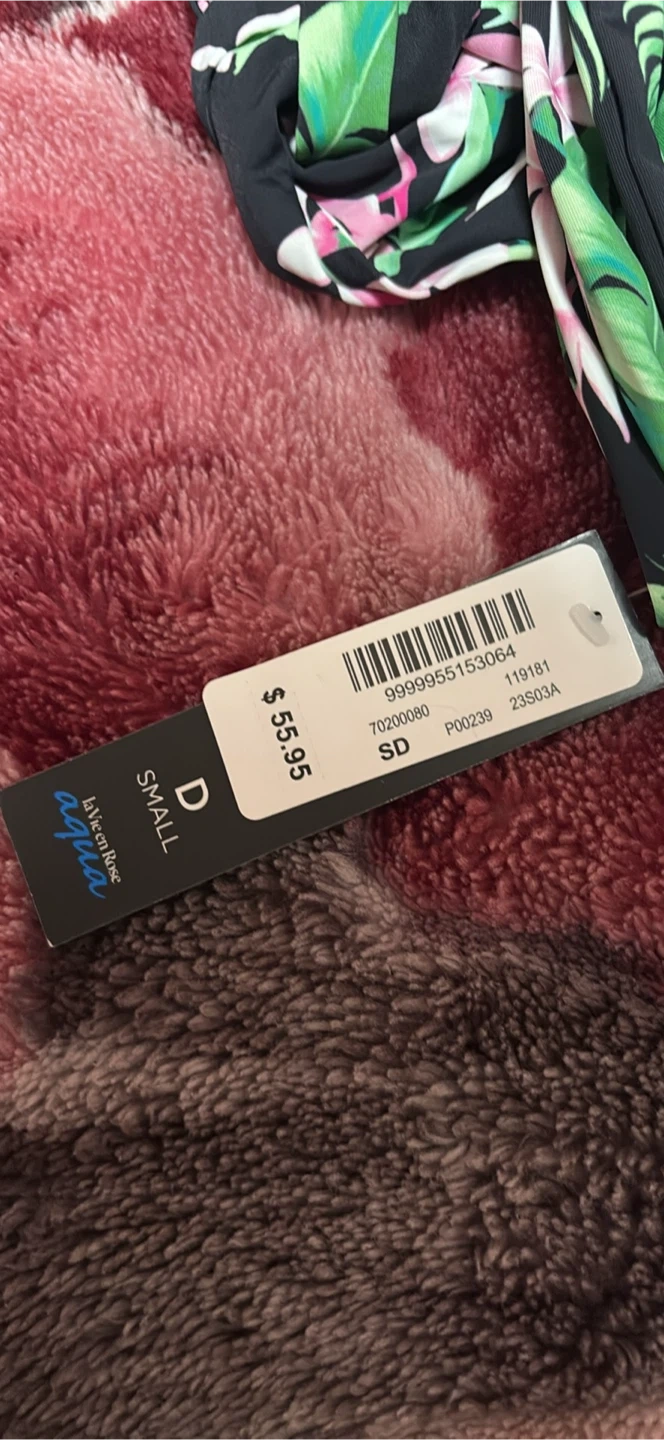 9999955153064
70200080
119181
SD
P00239
23S03A
$ 55.95
D
SMALL
la Vie en Rose
aqua